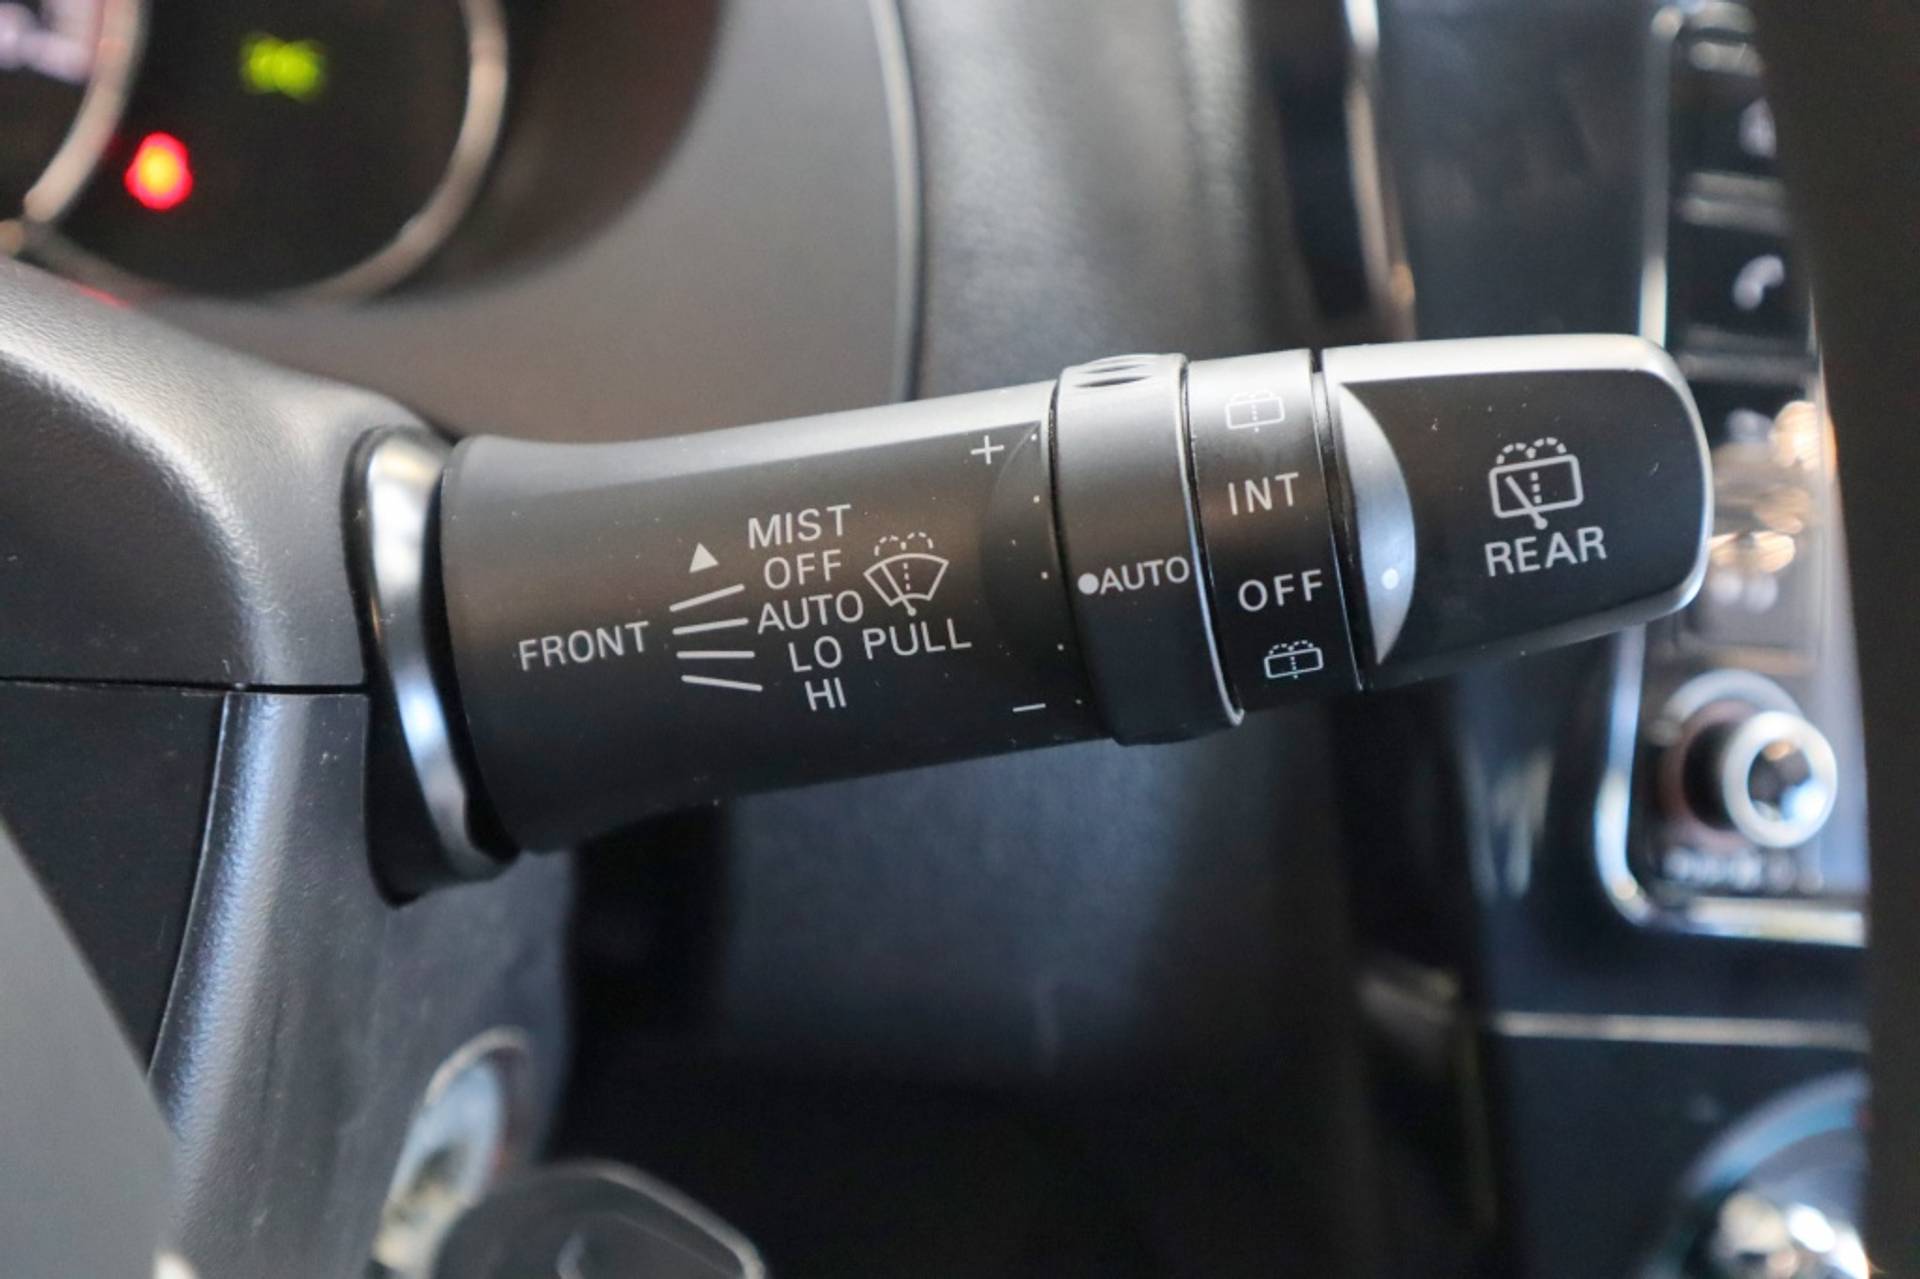 FRONT
MIST
OFF
AUTO
LO PULL
HI
+
−
●AUTO
INT
OFF
REAR